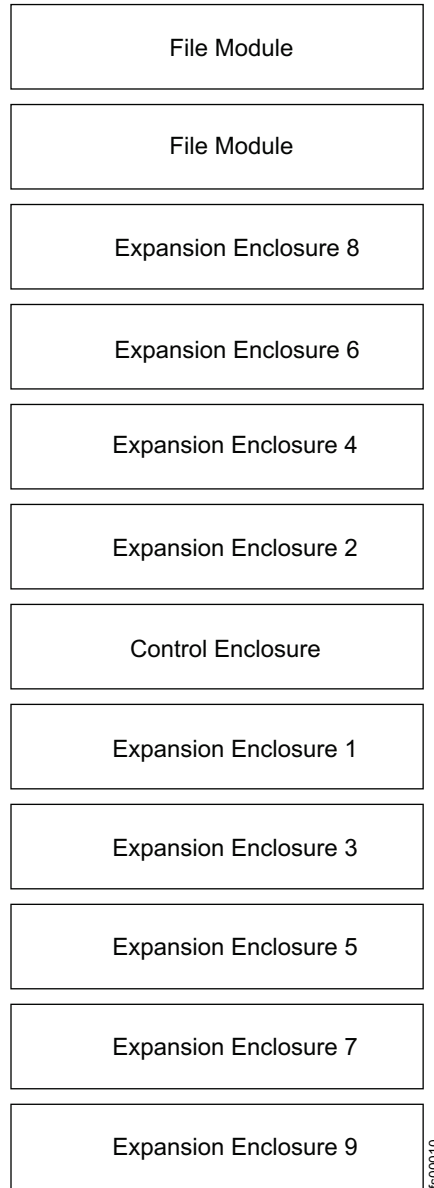 File Module
File Module
Expansion Enclosure 8
Expansion Enclosure 6
Expansion Enclosure 4
Expansion Enclosure 2
Control Enclosure
Expansion Enclosure 1
Expansion Enclosure 3
Expansion Enclosure 5
Expansion Enclosure 7
Expansion Enclosure 9